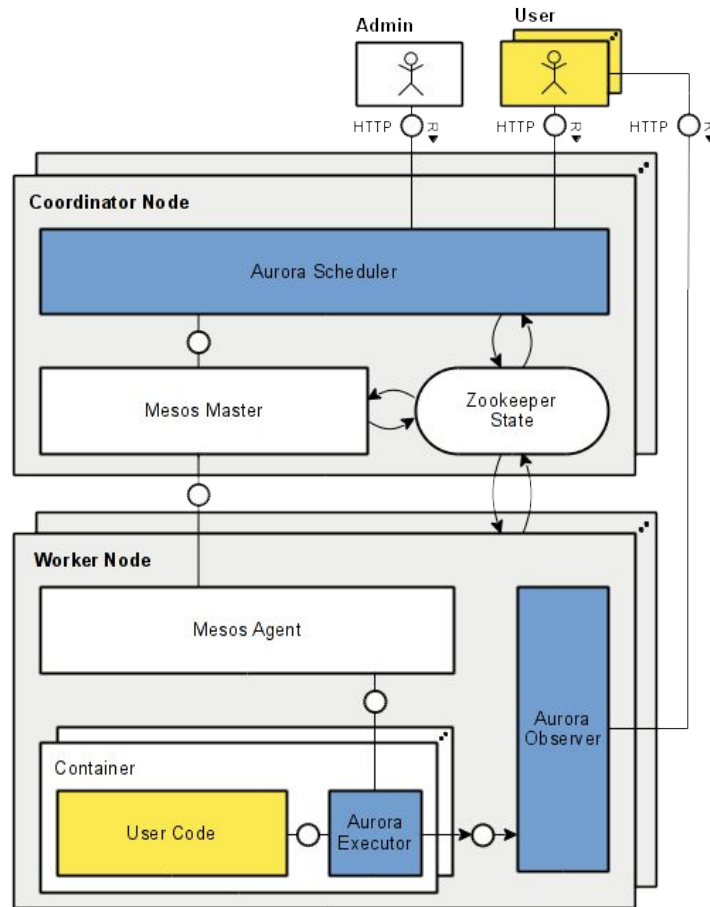 Admin
User
HTTP
R
HTTP
R
HTTP
R
Coordinator Node
Aurora Scheduler
Mesos Master
Zookeeper
State
Worker Node
Mesos Agent
Aurora
Observer
Container
User Code
Aurora
Executor